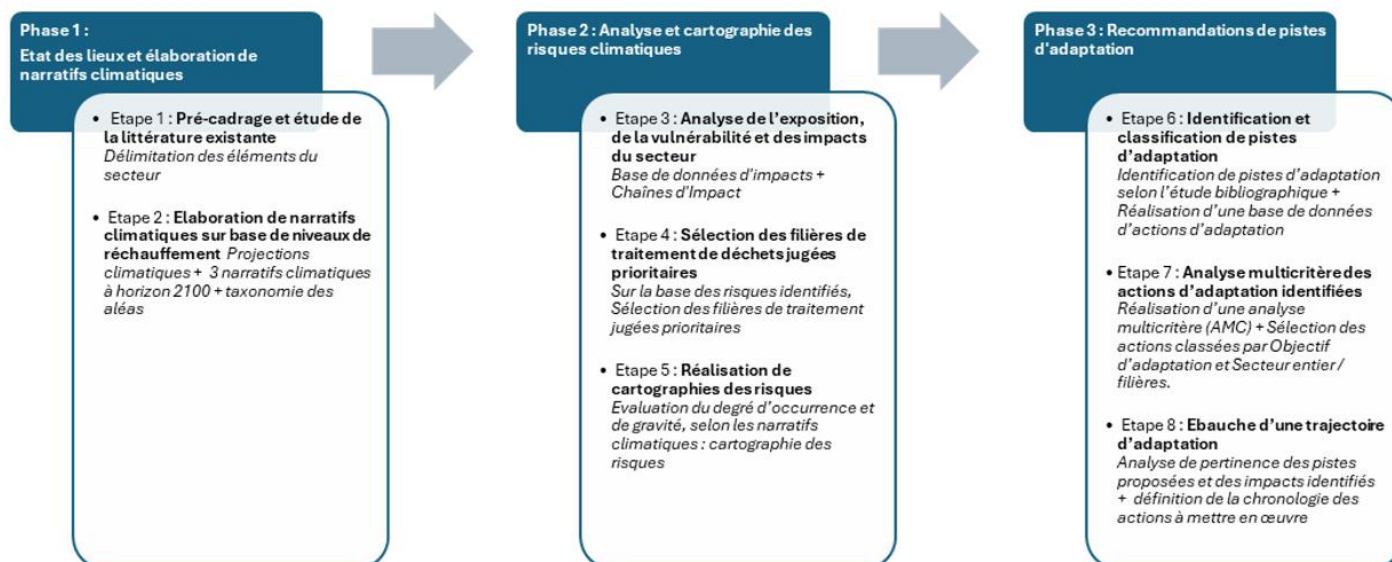 Phase 1 :
Etat des lieux et élaboration de
narratifs climatiques
• Etape 1 : Pré-cadrage et étude de
la littérature existante
Délimitation des éléments du
secteur
• Etape 2 : Elaboration de narratifs
climatiques sur base de niveaux de
réchauffement Projections
climatiques + 3 narratifs climatiques
à horizon 2100 + taxonomie des
aléas
Phase 2 : Analyse et cartographie des
risques climatiques
• Etape 3 : Analyse de l’exposition,
de la vulnérabilité et des impacts
du secteur
Base de données d'impacts +
Chaînes d'Impact
• Etape 4 : Sélection des filières de
traitement de déchets jugées
prioritaires
Sur la base des risques identifiés,
Sélection des filières de traitement
jugées prioritaires
• Etape 5 : Réalisation de
cartographies des risques
Evaluation du degré d’occurrence et
de gravité, selon les narratifs
climatiques : cartographie des
risques
Phase 3 : Recommandations de pistes
d'adaptation
• Etape 6 : Identification et
classification de pistes
d’adaptation
Identification de pistes d’adaptation
selon l’étude bibliographique +
Réalisation d’une base de données
d’actions d’adaptation
• Etape 7 : Analyse multicritère des
actions d’adaptation identifiées
Réalisation d’une analyse
multicritère (AMC) + Sélection des
actions classées par Objectif
d’adaptation et Secteur entier /
filières.
• Etape 8 : Ebauche d’une trajectoire
d’adaptation
Analyse de pertinence des pistes
proposées et des impacts identifiés
+ définition de la chronologie des
actions à mettre en œuvre